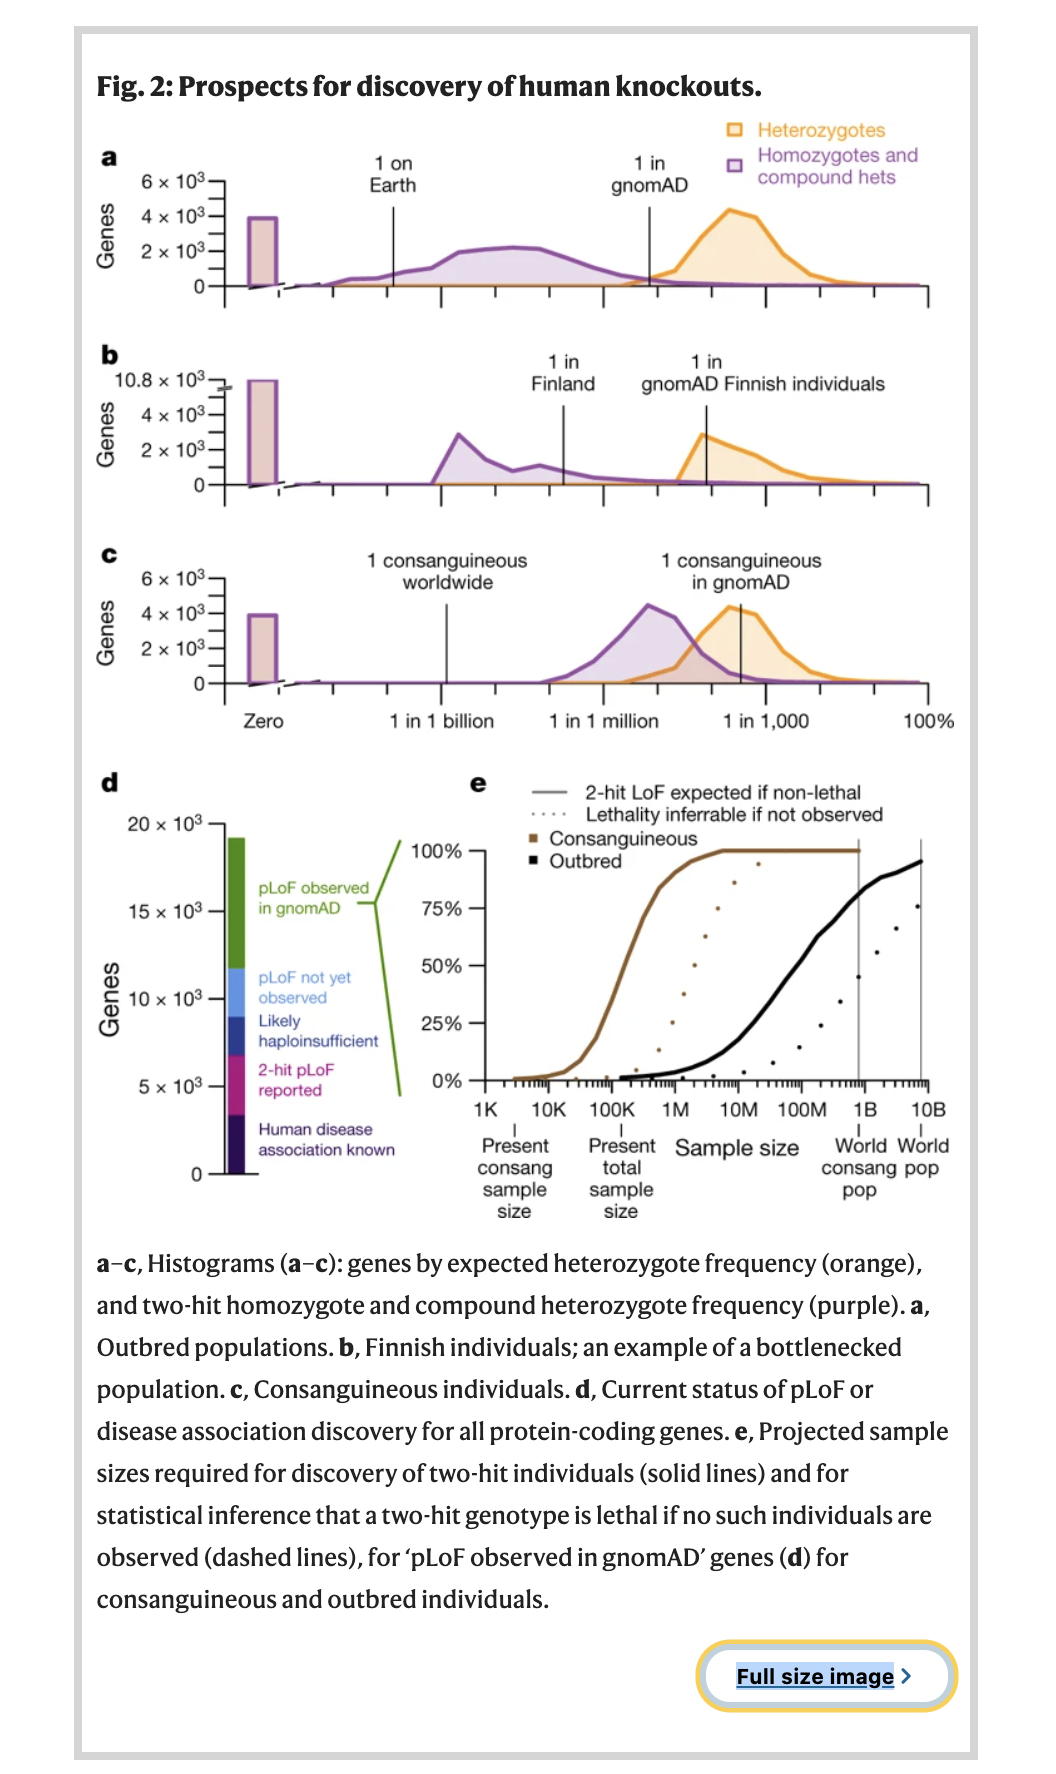 Fig. 2: Prospects for discovery of human knockouts.
Heterozygotes
Homozygotes and
compound hets
a
1 on
Earth
1 in
gnomAD
Genes
6 × 10³
4 × 10³
2 × 10³
0
b
1 in
Finland
1 in
gnomAD Finnish individuals
Genes
10.8 × 10³
4 × 10³
2 × 10³
0
c
1 consanguineous
worldwide
1 consanguineous
in gnomAD
Genes
6 × 10³
4 × 10³
2 × 10³
0
Zero
1 in 1 billion
1 in 1 million
1 in 1,000
100%
d
Genes
20 × 10³
15 × 10³
10 × 10³
5 × 10³
0
pLoF observed
in gnomAD
pLoF not yet
observed
Likely
haploinsufficient
2-hit pLoF
reported
Human disease
association known
e
2-hit LoF expected if non-lethal
Lethality inferrable if not observed
Consanguineous
Outbred
100%
75%
50%
25%
0%
1K
10K
100K
1M
10M
100M
1B
10B
Present
consang
sample
size
Present
total
sample
size
Sample size
World
consang
pop
World
pop
a–c, Histograms (a–c): genes by expected heterozygote frequency (orange),
and two-hit homozygote and compound heterozygote frequency (purple). a,
Outbred populations. b, Finnish individuals; an example of a bottlenecked
population. c, Consanguineous individuals. d, Current status of pLoF or
disease association discovery for all protein-coding genes. e, Projected sample
sizes required for discovery of two-hit individuals (solid lines) and for
statistical inference that a two-hit genotype is lethal if no such individuals are
observed (dashed lines), for ‘pLoF observed in gnomAD’ genes (d) for
consanguineous and outbred individuals.
Full size image